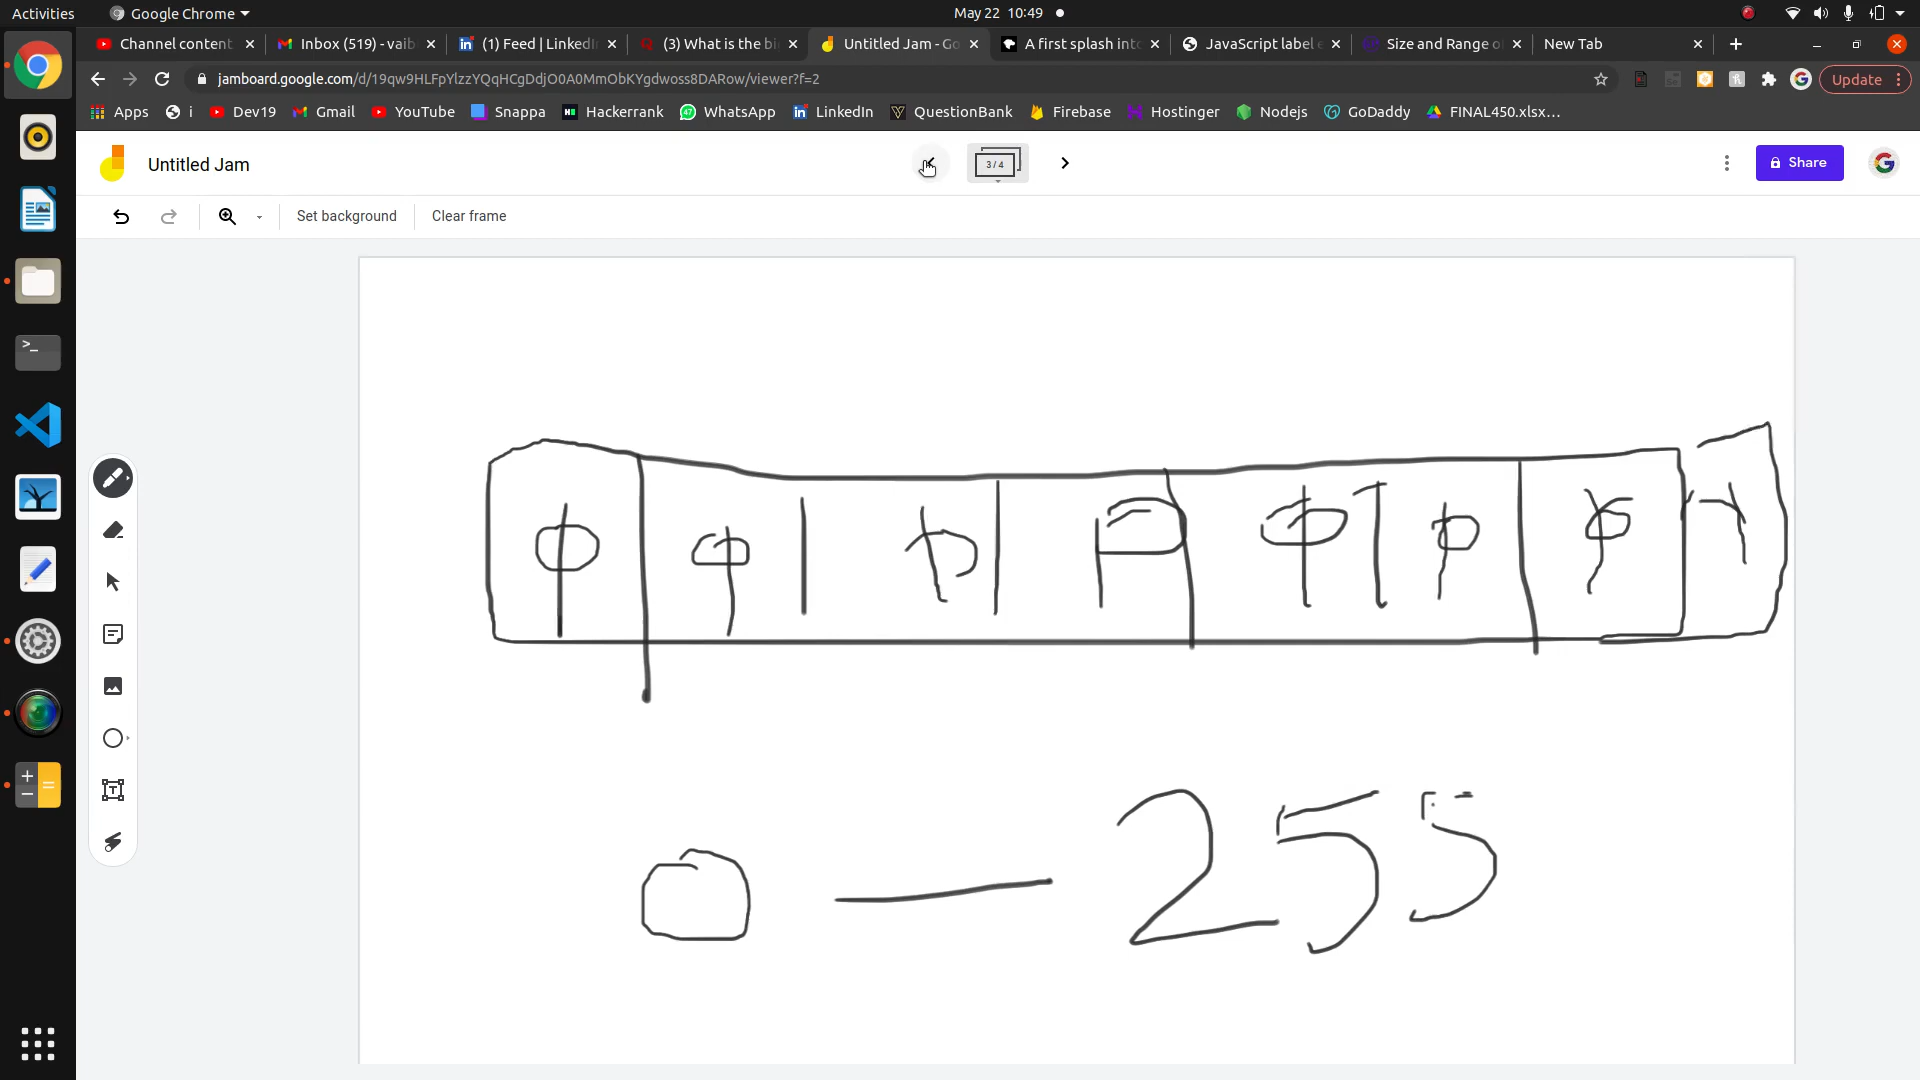 Activities Google Chrome May 22 10:49
Channel content Inbox (519) - vaib (1) Feed | LinkedIn (3) What is the bi Untitled Jam - Go A first splash into JavaScript label e Size and Range o New Tab
jamboard.google.com/d/19qw9HLFpYlzzYQqHCgDdjO0A0MmObKYgdwoss8DARow/viewer?f=2 Update
Apps i Dev19 Gmail YouTube Snappa Hackerrank WhatsApp LinkedIn QuestionBank Firebase Hostinger Nodejs GoDaddy FINAL450.xlsx...
Untitled Jam 3 / 4 Share
Set background Clear frame
0 — 255